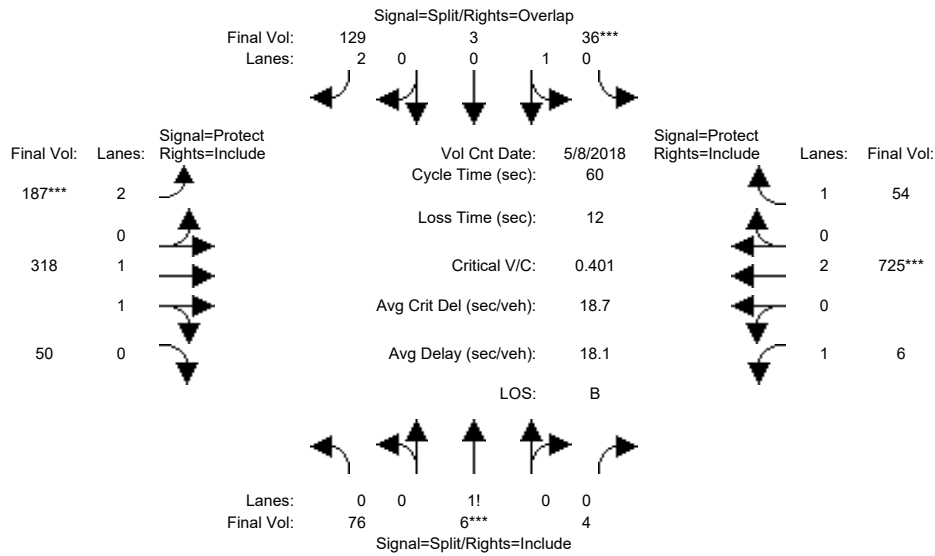 Signal=Split/Rights=Overlap
Final Vol: 129 3 36***
Lanes: 2 0 0 1 0
Signal=Protect
Final Vol: Lanes: Rights=Include
Vol Cnt Date: 5/8/2018
Signal=Protect
Rights=Include Lanes: Final Vol:
Cycle Time (sec): 60
187*** 2
1 54
Loss Time (sec): 12
0
0
318 1
Critical V/C: 0.401
2 725***
1
Avg Crit Del (sec/veh): 18.7
0
50 0
Avg Delay (sec/veh): 18.1
1 6
LOS: B
Lanes: 0 0 1! 0 0
Final Vol: 76 6*** 4
Signal=Split/Rights=Include